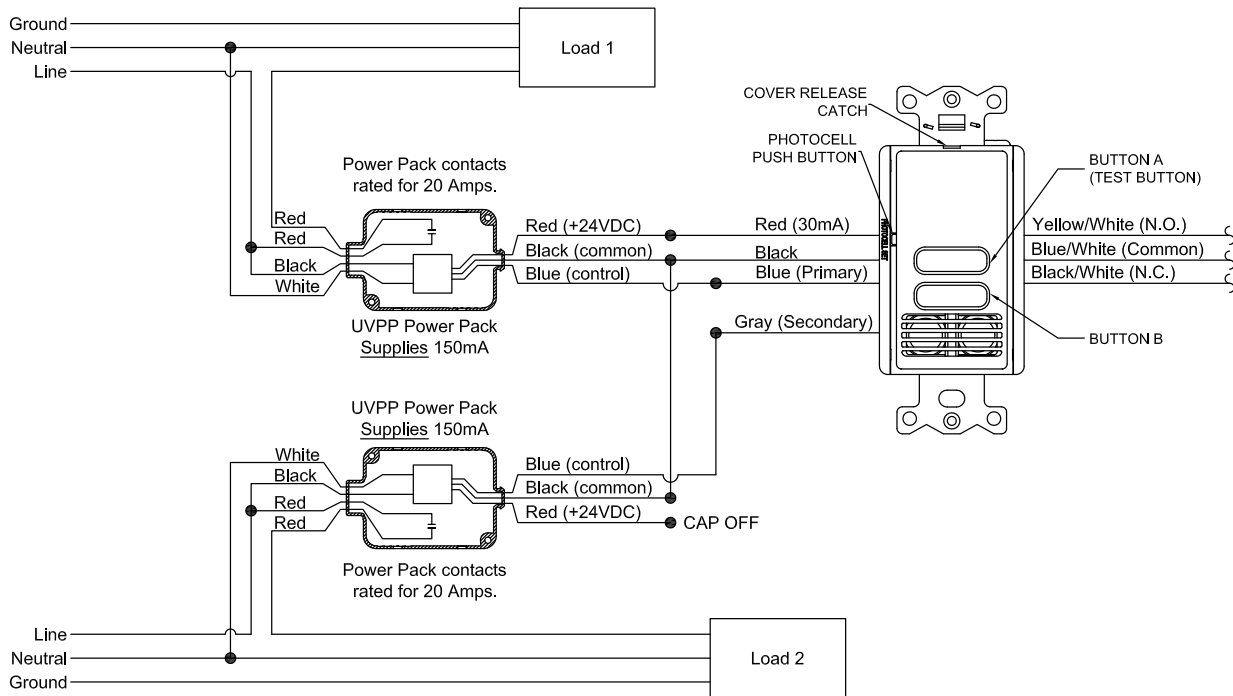 Ground
Neutral
Line
Load 1
COVER RELEASE
CATCH
PHOTOCELL
PUSH BUTTON
BUTTON A
(TEST BUTTON)
Power Pack contacts
rated for 20 Amps.
Red
Red
Black
White
Red (+24VDC)
Black (common)
Blue (control)
Red (30mA)
Black
Blue (Primary)
Gray (Secondary)
Yellow/White (N.O.)
Blue/White (Common)
Black/White (N.C.)
BUTTON B
UVPP Power Pack
Supplies 150mA
UVPP Power Pack
Supplies 150mA
White
Black
Red
Red
Blue (control)
Black (common)
Red (+24VDC)
CAP OFF
Power Pack contacts
rated for 20 Amps.
Line
Neutral
Ground
Load 2